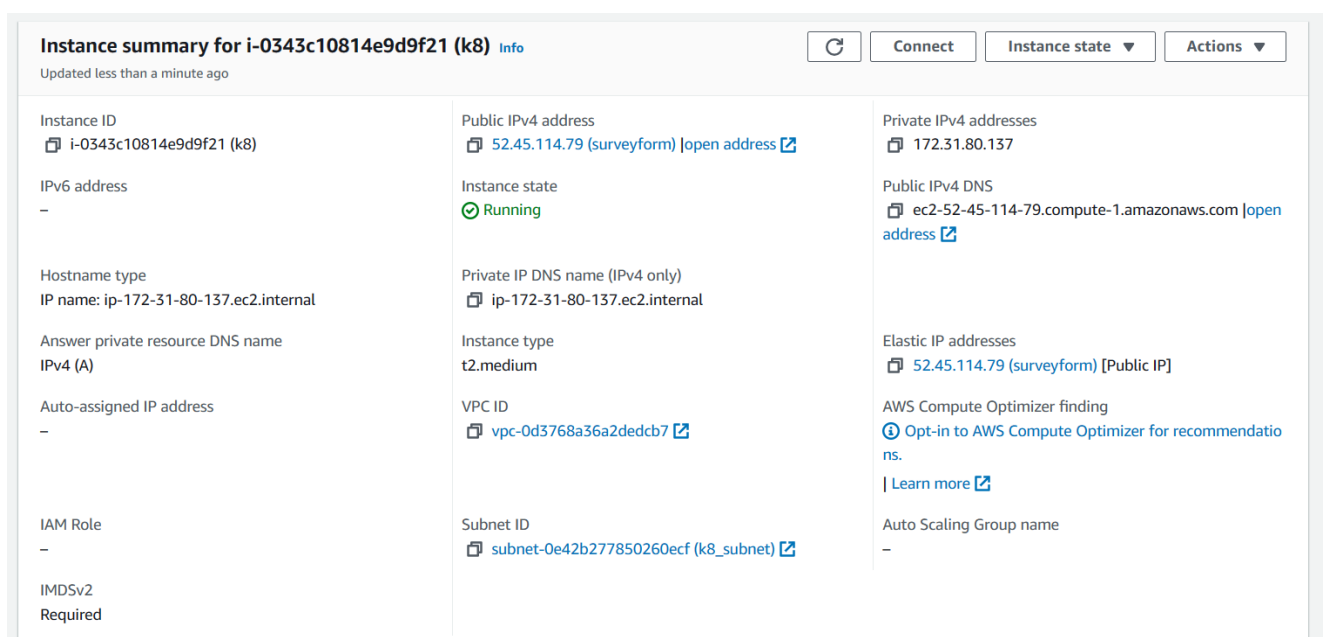 Instance summary for i-0343c10814e9d9f21 (k8) Info
Connect
Instance state
Actions
Updated less than a minute ago
Instance ID
i-0343c10814e9d9f21 (k8)
Public IPv4 address
52.45.114.79 (surveyform) |open address
Private IPv4 addresses
172.31.80.137
IPv6 address
–
Instance state
Running
Public IPv4 DNS
ec2-52-45-114-79.compute-1.amazonaws.com |open
address
Hostname type
IP name: ip-172-31-80-137.ec2.internal
Private IP DNS name (IPv4 only)
ip-172-31-80-137.ec2.internal
Answer private resource DNS name
IPv4 (A)
Instance type
t2.medium
Elastic IP addresses
52.45.114.79 (surveyform) [Public IP]
Auto-assigned IP address
–
VPC ID
vpc-0d3768a36a2dedcb7
AWS Compute Optimizer finding
Opt-in to AWS Compute Optimizer for recommendatio
ns.
| Learn more
IAM Role
–
Subnet ID
subnet-0e42b277850260ecf (k8_subnet)
Auto Scaling Group name
–
IMDSv2
Required